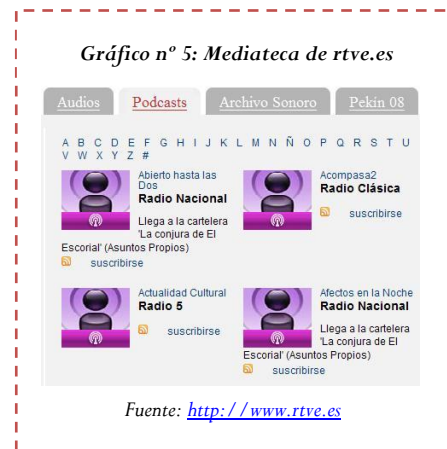 Gráfico nº 5: Mediateca de rtve.es
Audios Podcasts Archivo Sonoro Pekín 08
A B C D E F G H I J K L M N Ñ O P Q R S T U
V W X Y Z #
Abierto hasta las
Dos
Radio Nacional
Llega a la cartelera
'La conjura de El
Escorial' (Asuntos Propios)
suscribirse
Acompasa2
Radio Clásica
suscribirse
Actualidad Cultural
Radio 5
suscribirse
Afectos en la Noche
Radio Nacional
Llega a la cartelera
'La conjura de El
Escorial' (Asuntos Propios)
suscribirse
Fuente: http://www.rtve.es